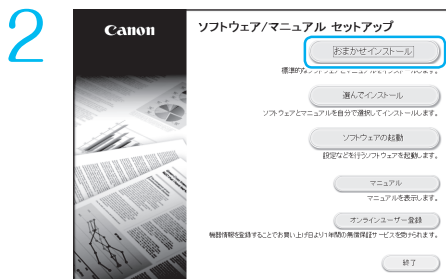 2
Canon
ソフトウェア/マニュアル セットアップ
おまかせインストール
標準的なソフトウェアとマニュアルをインストールします。
選んでインストール
ソフトウェアとマニュアルを自分で選択してインストールします。
ソフトウェアの起動
設定などを行うソフトウェアを起動します。
マニュアル
マニュアルを表示します。
オンラインユーザー登録
機器情報を登録することでお買い上げ日より1年間の無償保証サービスを受けられます。
終了